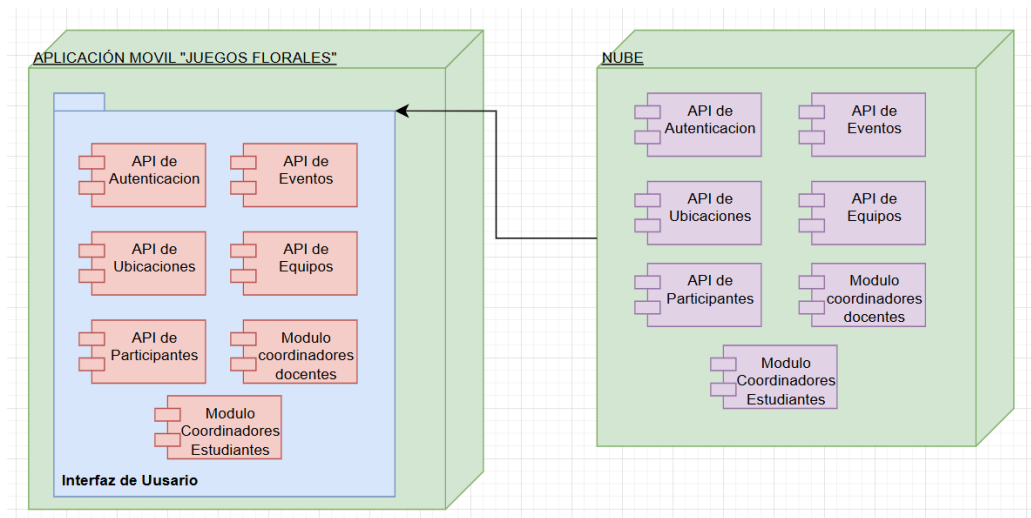 APLICACIÓN MOVIL "JUEGOS FLORALES"
API de
Autenticacion
API de
Eventos
API de
Ubicaciones
API de
Equipos
API de
Participantes
Modulo
coordinadores
docentes
Modulo
Coordinadores
Estudiantes
Interfaz de Uusario
NUBE
API de
Autenticacion
API de
Eventos
API de
Ubicaciones
API de
Equipos
API de
Participantes
Modulo
coordinadores
docentes
Modulo
Coordinadores
Estudiantes